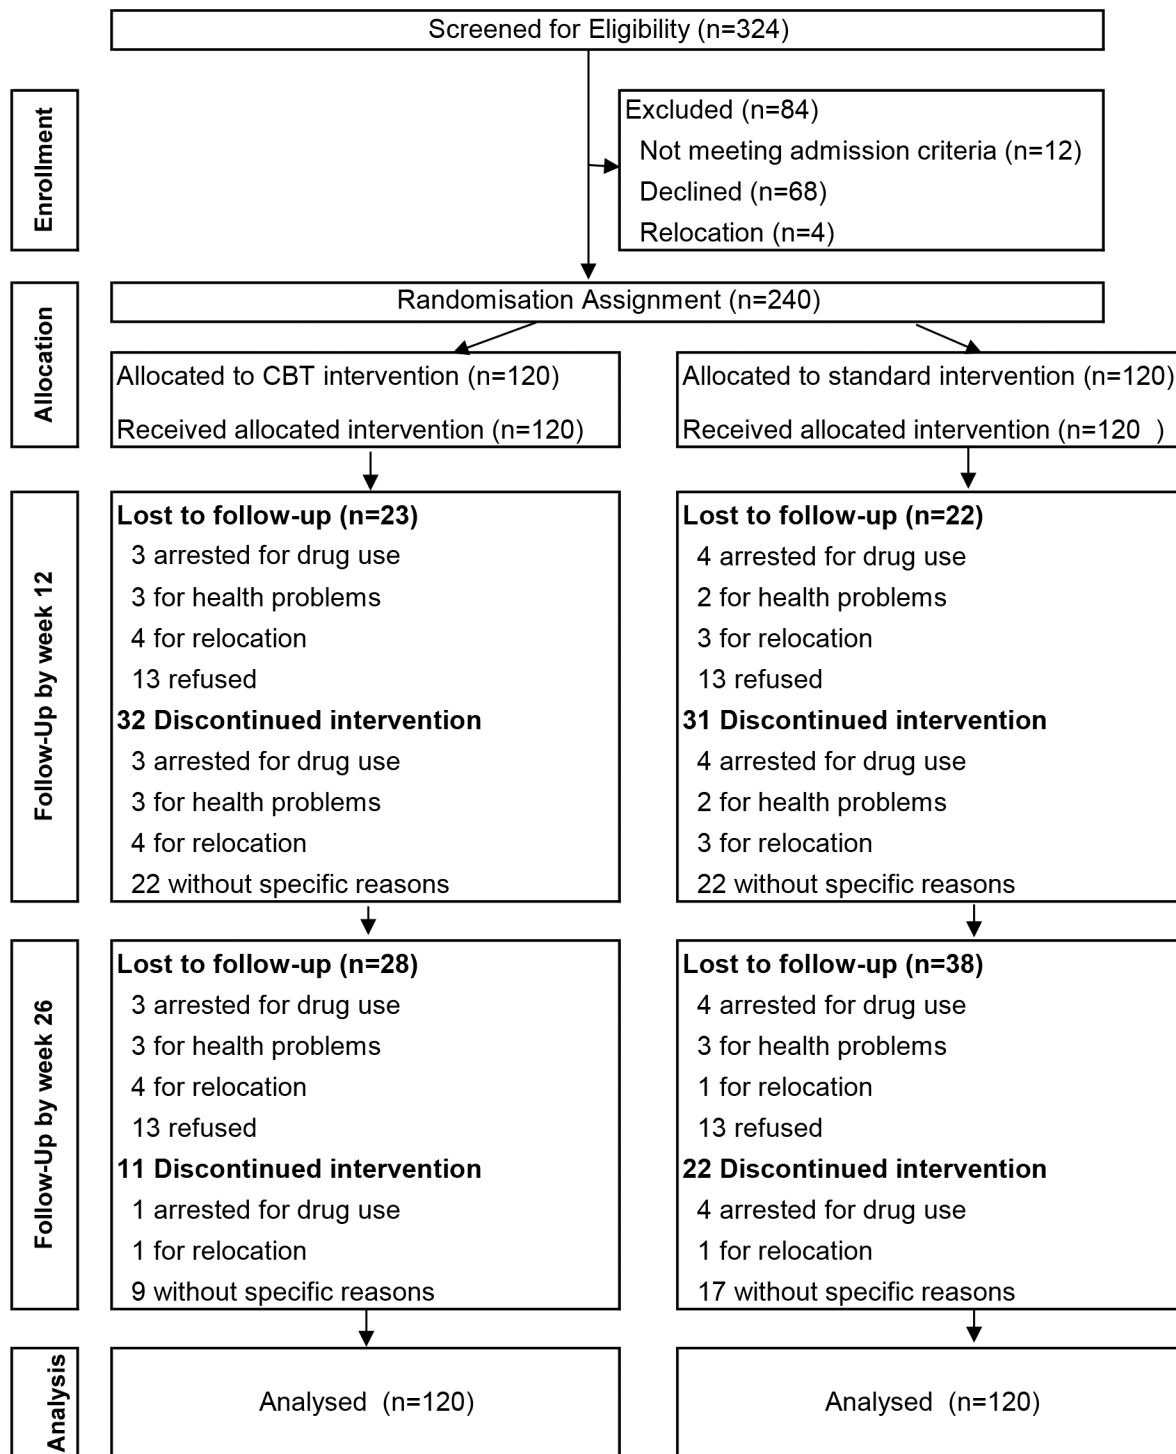 Screened for Eligibility (n=324)
Enrollment
Excluded (n=84)
Not meeting admission criteria (n=12)
Declined (n=68)
Relocation (n=4)
Allocation
Randomisation Assignment (n=240)
Allocated to CBT intervention (n=120)
Received allocated intervention (n=120)
Allocated to standard intervention (n=120)
Received allocated intervention (n=120  )
Follow-Up by week 12
Lost to follow-up (n=23)
3 arrested for drug use
3 for health problems
4 for relocation
13 refused
32 Discontinued intervention
3 arrested for drug use
3 for health problems
4 for relocation
22 without specific reasons
Lost to follow-up (n=22)
4 arrested for drug use
2 for health problems
3 for relocation
13 refused
31 Discontinued intervention
4 arrested for drug use
2 for health problems
3 for relocation
22 without specific reasons
Follow-Up by week 26
Lost to follow-up (n=28)
3 arrested for drug use
3 for health problems
4 for relocation
13 refused
11 Discontinued intervention
1 arrested for drug use
1 for relocation
9 without specific reasons
Lost to follow-up (n=38)
4 arrested for drug use
3 for health problems
1 for relocation
13 refused
22 Discontinued intervention
4 arrested for drug use
1 for relocation
17 without specific reasons
Analysis
Analysed  (n=120)
Analysed  (n=120)